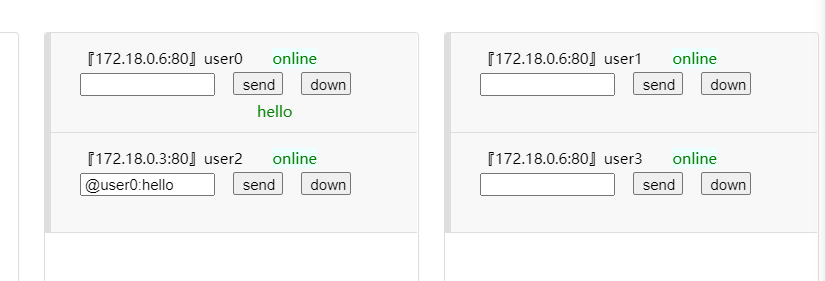 『172.18.0.6:80』user0 online
send down
hello
『172.18.0.3:80』user2 online
@user0:hello send down
『172.18.0.6:80』user1 online
send down
『172.18.0.6:80』user3 online
send down